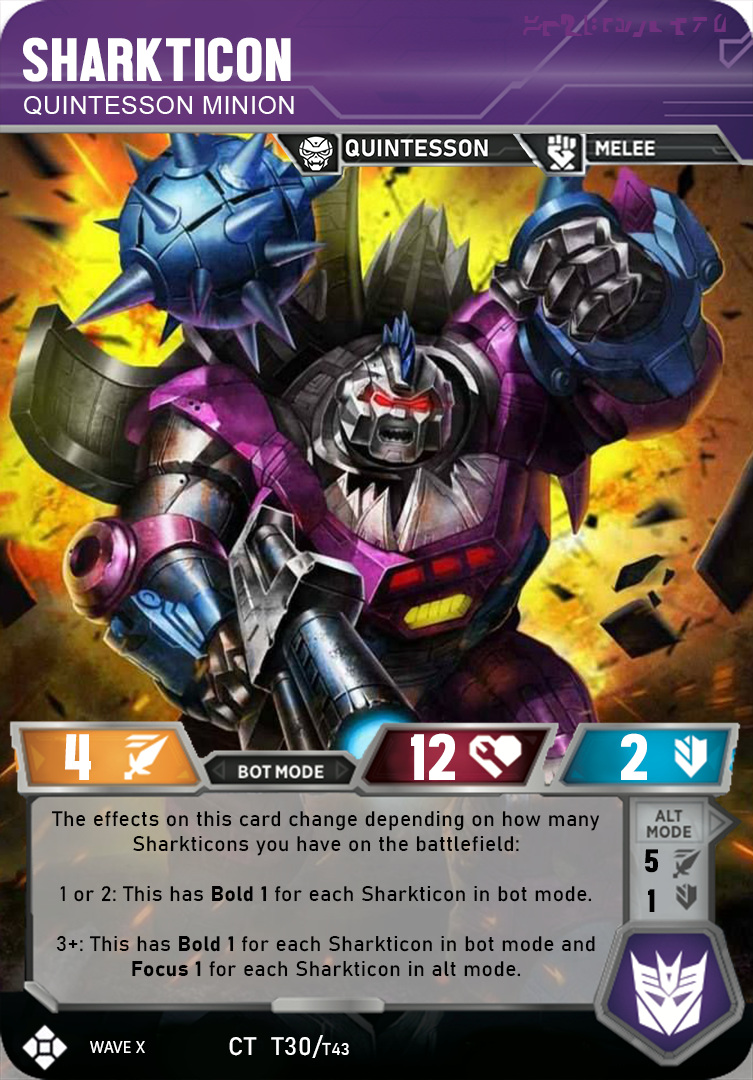 SHARKTICON
QUINTESSON MINION
QUINTESSON
MELEE
4
BOT MODE
12
2
The effects on this card change depending on how many
Sharkticons you have on the battlefield:
1 or 2: This has Bold 1 for each Sharkticon in bot mode.
3+: This has Bold 1 for each Sharkticon in bot mode and
Focus 1 for each Sharkticon in alt mode.
ALT
MODE
5
1
WAVE X
CT T30/T43